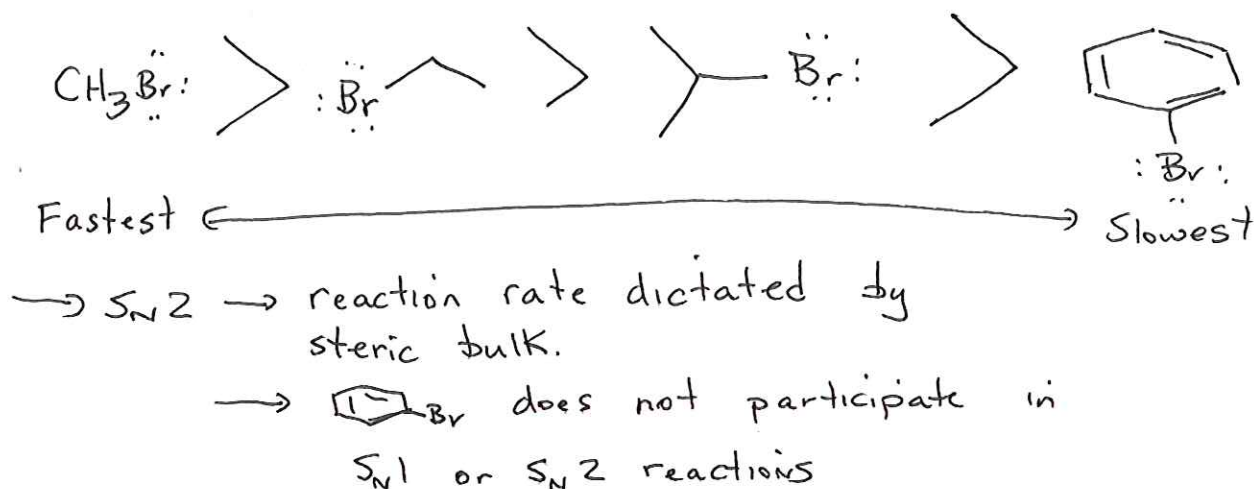 CH3Br: > :Br > Br: > :Br:
Fastest ⟷ Slowest
→ SN2 → reaction rate dictated by
steric bulk.
→ Br does not participate in
SN1 or SN2 reactions